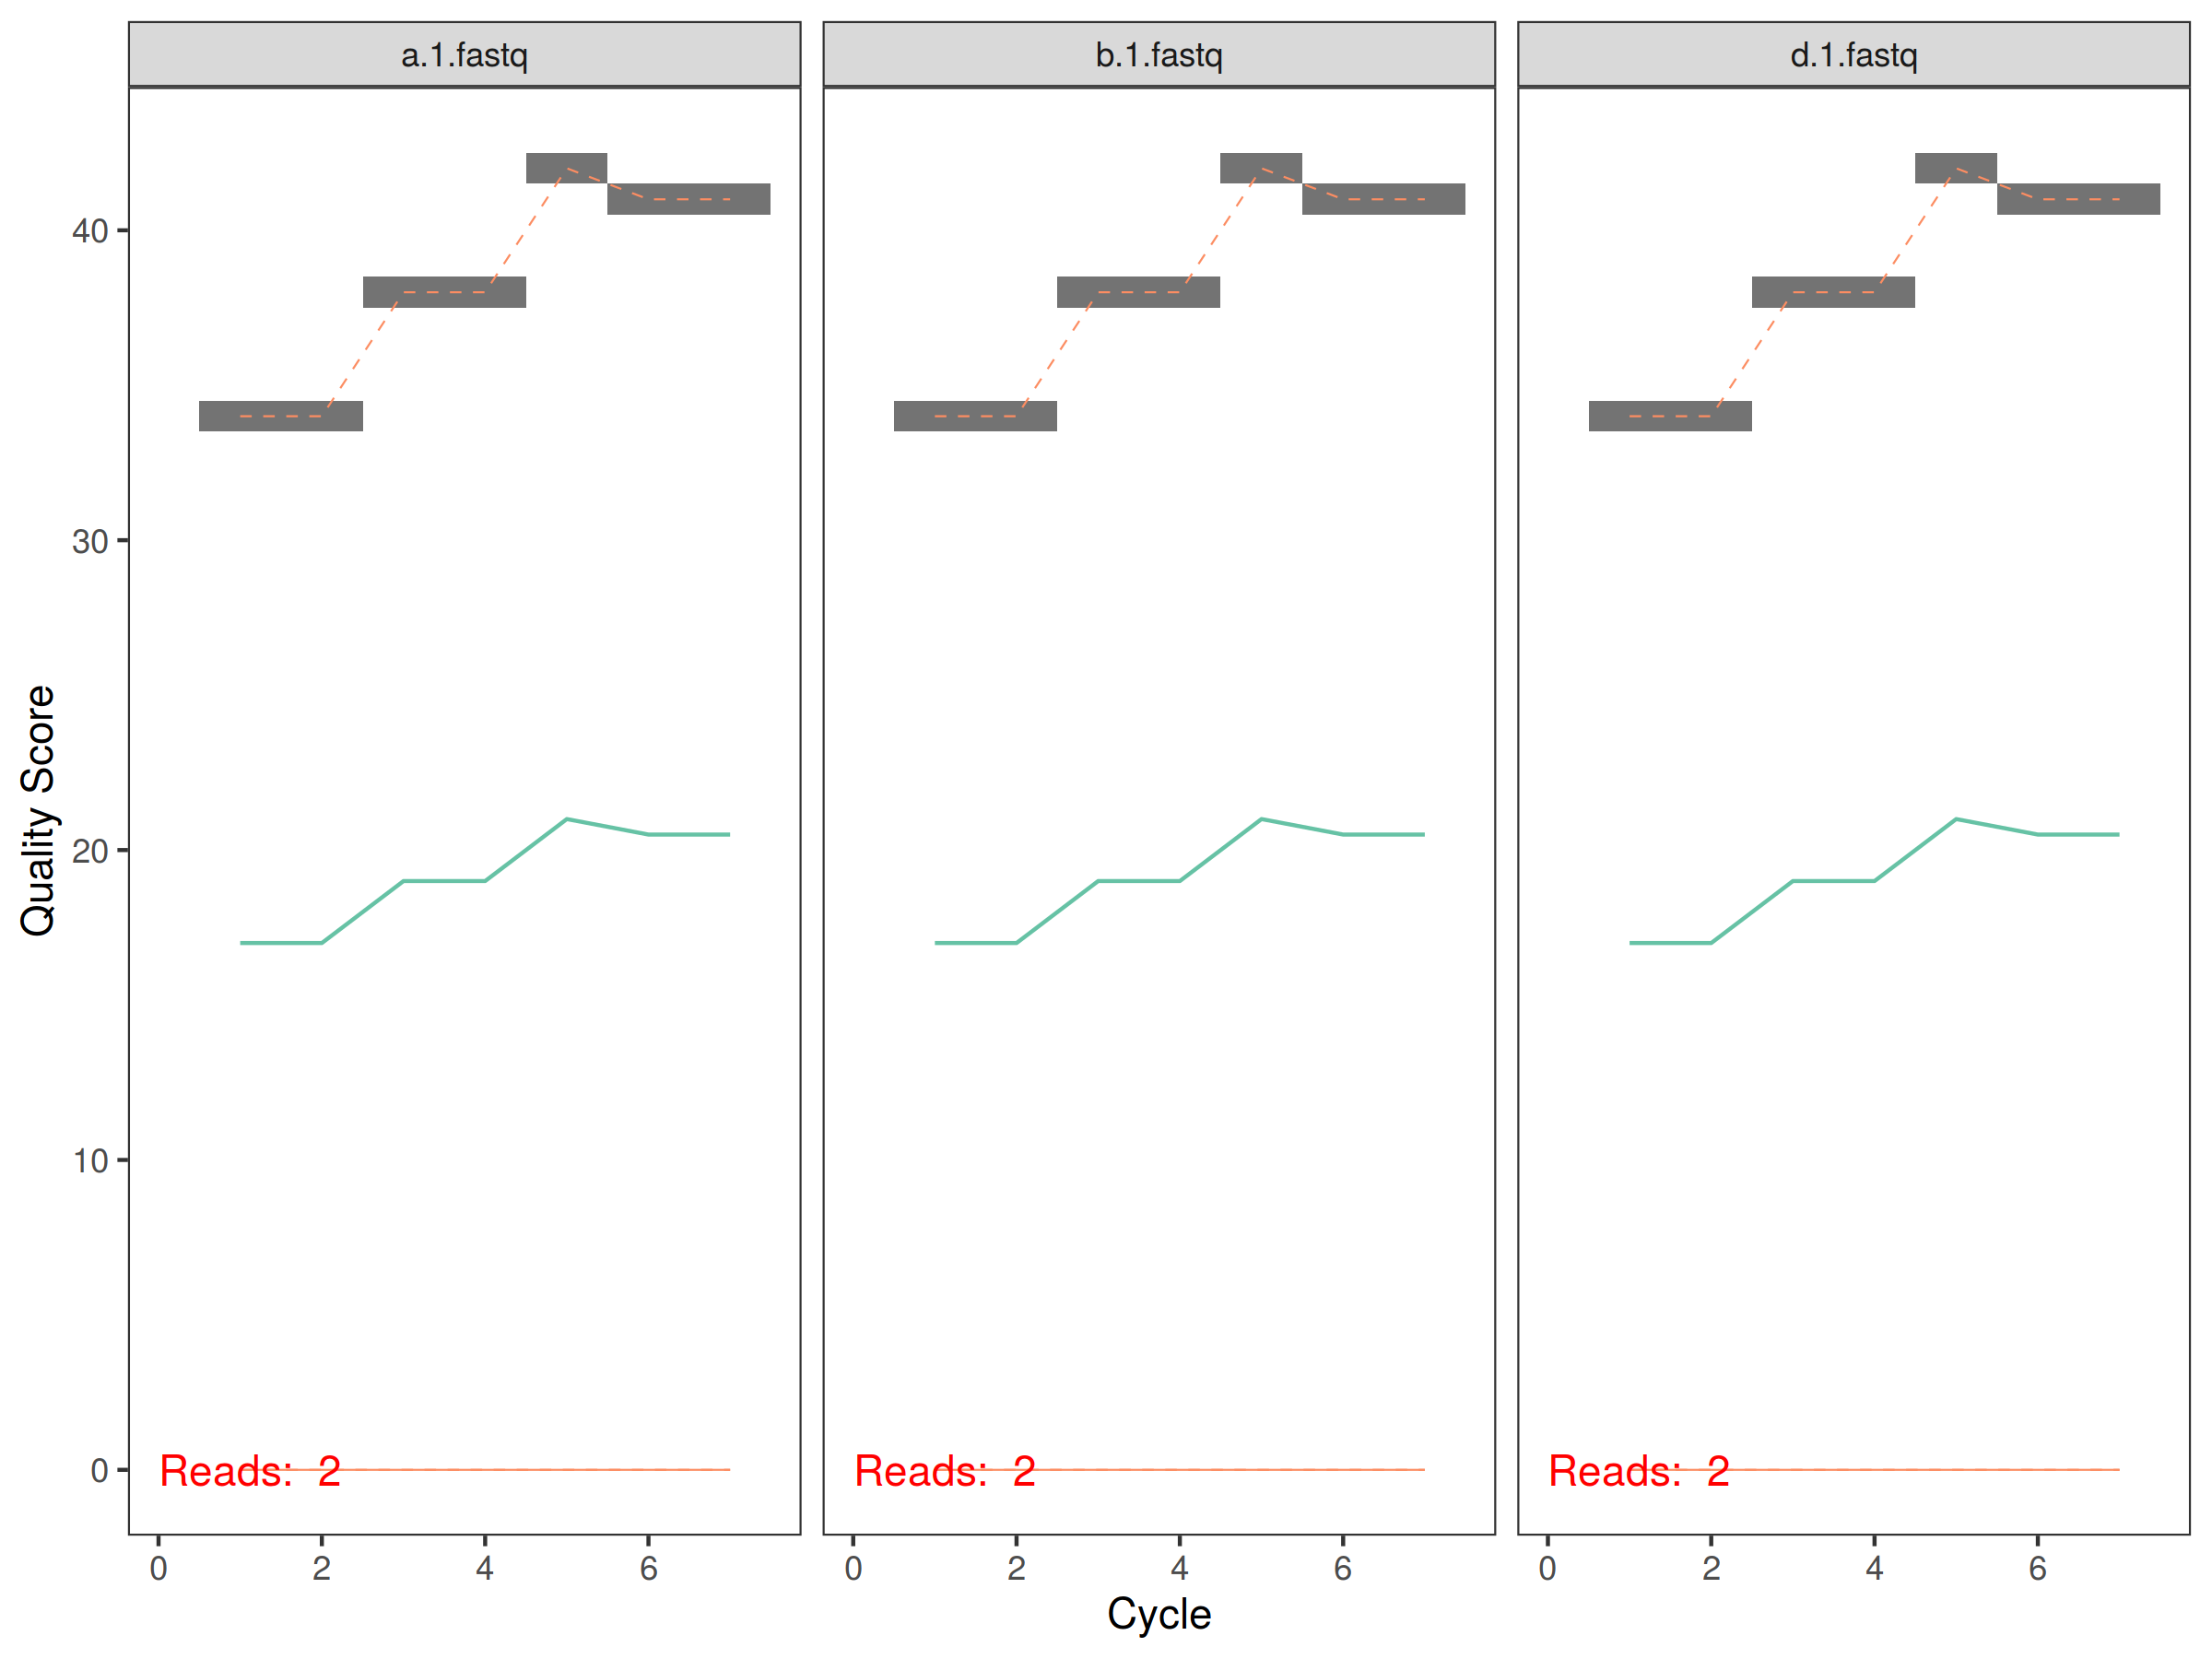 a.1.fastq
b.1.fastq
d.1.fastq
Quality Score
40
30
20
10
0
Reads:  2
Reads:  2
Reads:  2
0 2 4 6
0 2 4 6
0 2 4 6
Cycle